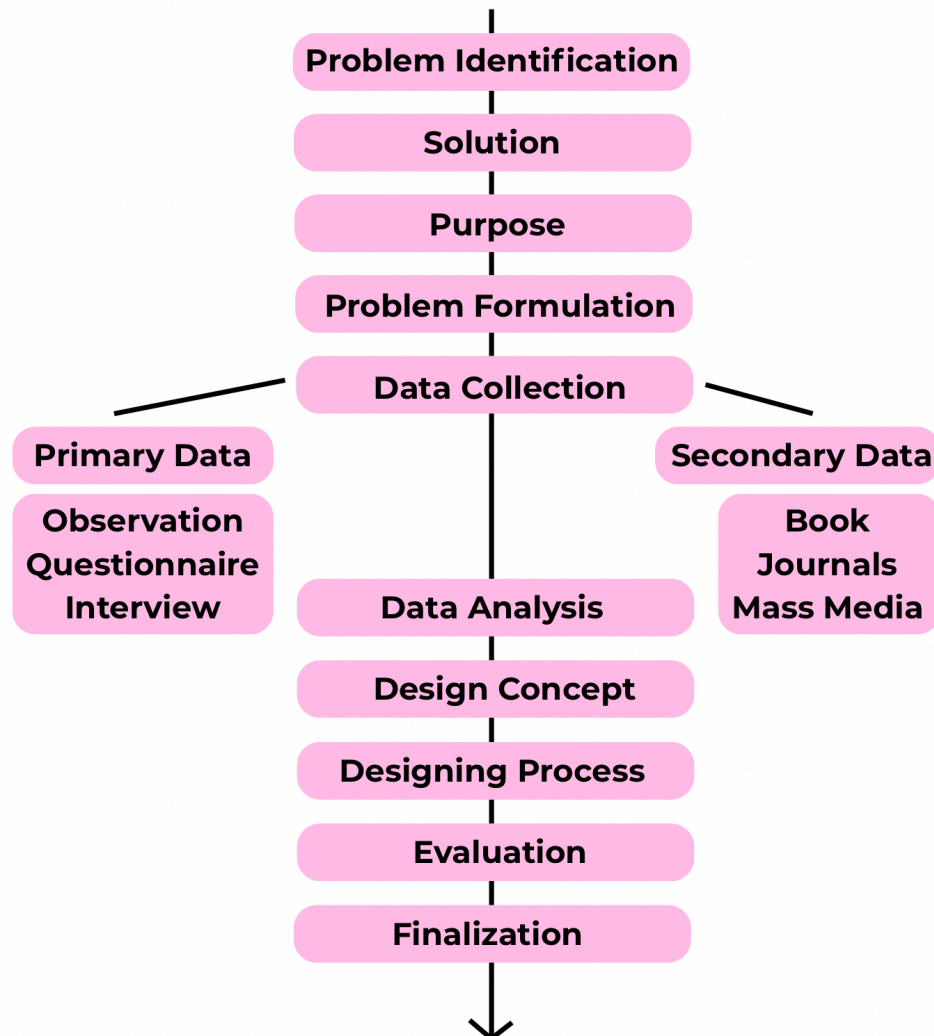 Problem Identification
Solution
Purpose
Problem Formulation
Data Collection
Primary Data
Observation
Questionnaire
Interview
Secondary Data
Book
Journals
Mass Media
Data Analysis
Design Concept
Designing Process
Evaluation
Finalization